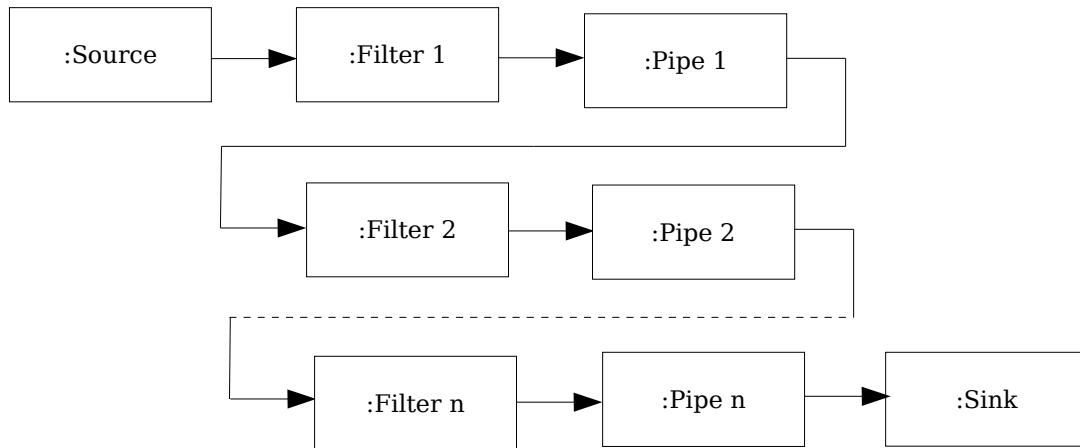 :Source
:Filter 1
:Pipe 1
:Filter 2
:Pipe 2
:Filter n
:Pipe n
:Sink